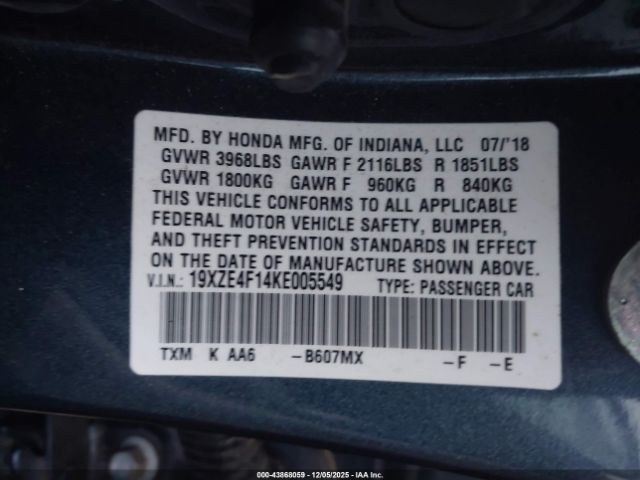 MFD. BY HONDA MFG. OF INDIANA, LLC 07/'18
GVWR 3968LBS GAWR F 2116LBS R 1851LBS
GVWR 1800KG GAWR F 960KG R 840KG
THIS VEHICLE CONFORMS TO ALL APPLICABLE
FEDERAL MOTOR VEHICLE SAFETY, BUMPER,
AND THEFT PREVENTION STANDARDS IN EFFECT
ON THE DATE OF MANUFACTURE SHOWN ABOVE.
V.I.N.: 19XZE4F14KE005549 TYPE: PASSENGER CAR
TXM K AA6 -B607MX -F -E
000-43868059 - 12/05/2025 - IAA Inc.